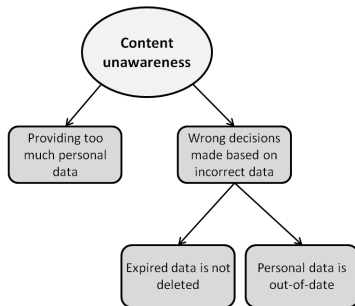 Content
unawareness
Providing too
much personal
data
Wrong decisions
made based on
incorrect data
Expired data is not
deleted
Personal data is
out-of-date